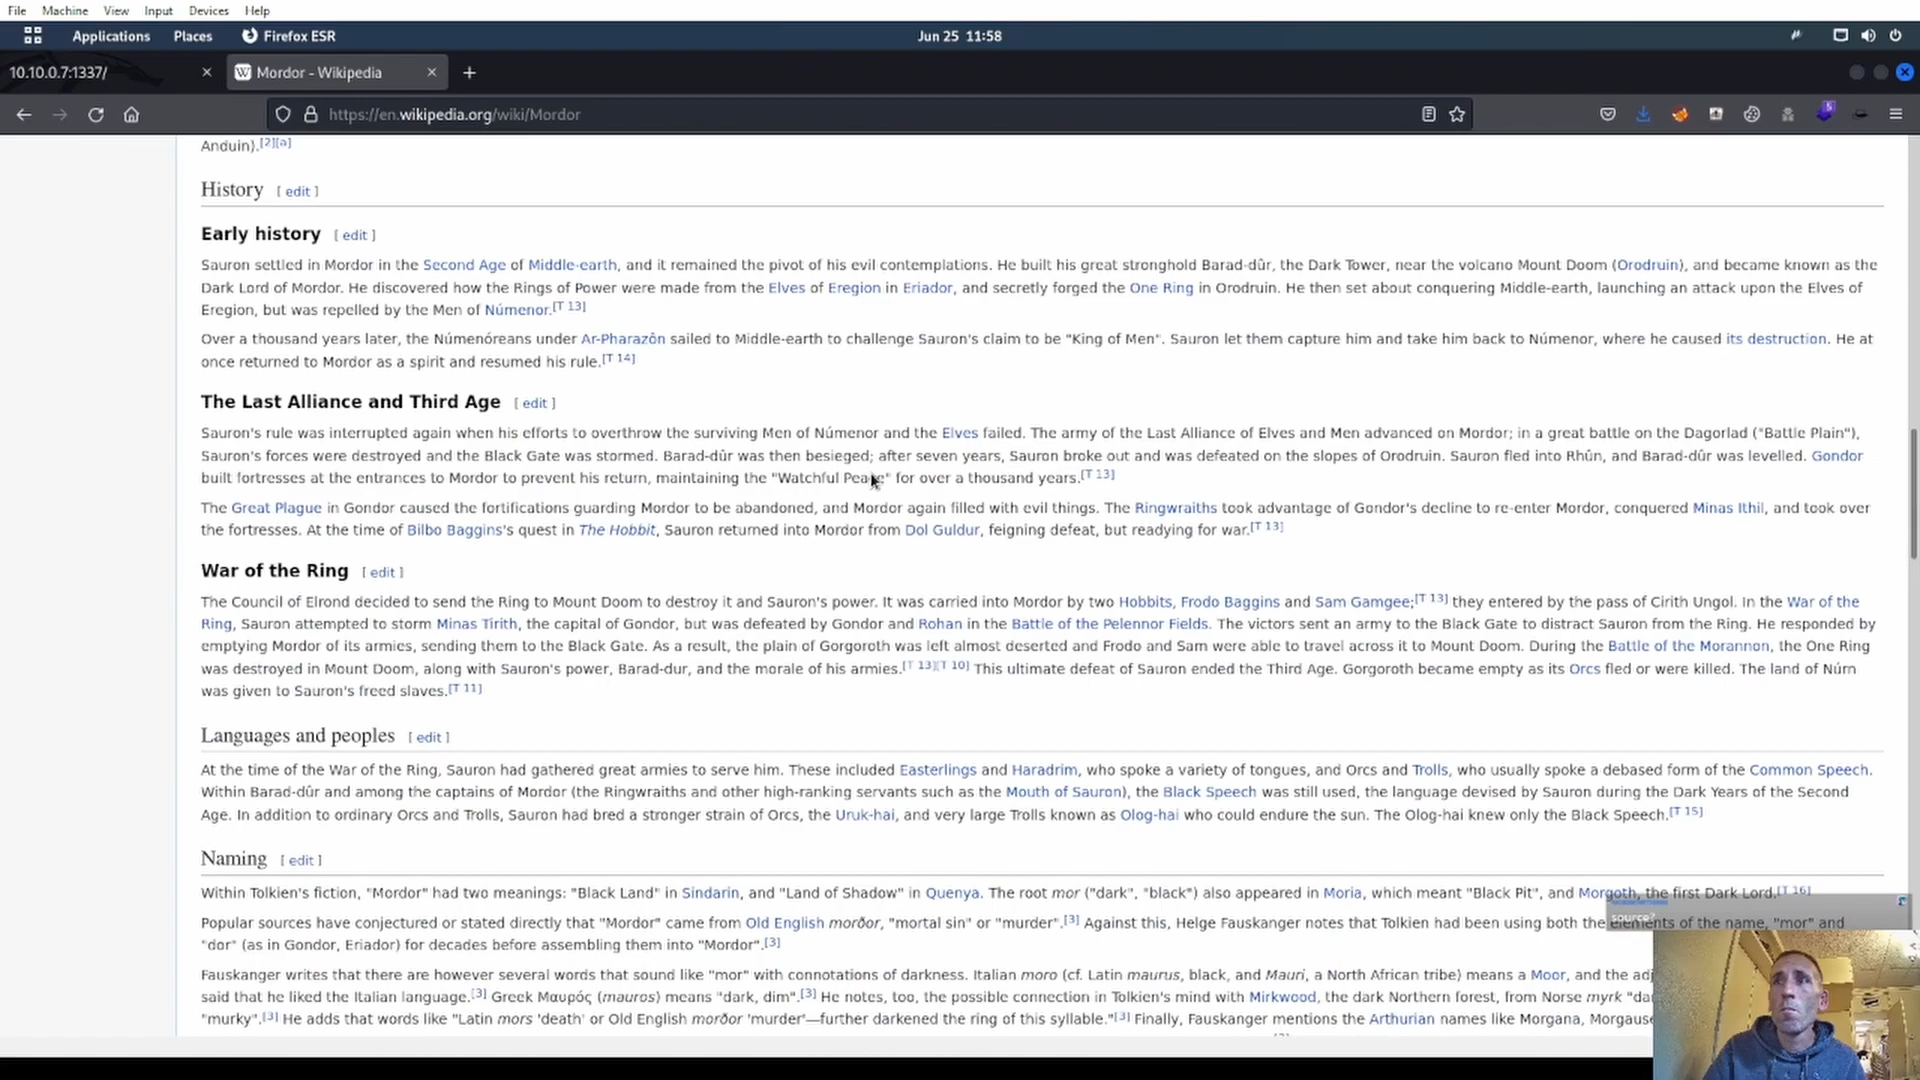 File Machine View Input Devices Help
Applications Places Firefox ESR Jun 25 11:58
10.10.0.7:1337/ Mordor - Wikipedia
https://en.wikipedia.org/wiki/Mordor
5
Anduin).[2][a]
History [ edit ]
Early history [ edit ]
Sauron settled in Mordor in the Second Age of Middle-earth, and it remained the pivot of his evil contemplations. He built his great stronghold Barad-dûr, the Dark Tower, near the volcano Mount Doom (Orodruin), and became known as the
Dark Lord of Mordor. He discovered how the Rings of Power were made from the Elves of Eregion in Eriador, and secretly forged the One Ring in Orodruin. He then set about conquering Middle-earth, launching an attack upon the Elves of
Eregion, but was repelled by the Men of Númenor.[T 13]
Over a thousand years later, the Númenóreans under Ar-Pharazôn sailed to Middle-earth to challenge Sauron's claim to be "King of Men". Sauron let them capture him and take him back to Númenor, where he caused its destruction. He at
once returned to Mordor as a spirit and resumed his rule.[T 14]
The Last Alliance and Third Age [ edit ]
Sauron's rule was interrupted again when his efforts to overthrow the surviving Men of Númenor and the Elves failed. The army of the Last Alliance of Elves and Men advanced on Mordor; in a great battle on the Dagorlad ("Battle Plain"),
Sauron's forces were destroyed and the Black Gate was stormed. Barad-dûr was then besieged; after seven years, Sauron broke out and was defeated on the slopes of Orodruin. Sauron fled into Rhûn, and Barad-dûr was levelled. Gondor
built fortresses at the entrances to Mordor to prevent his return, maintaining the "Watchful Peace" for over a thousand years.[T 13]
The Great Plague in Gondor caused the fortifications guarding Mordor to be abandoned, and Mordor again filled with evil things. The Ringwraiths took advantage of Gondor's decline to re-enter Mordor, conquered Minas Ithil, and took over
the fortresses. At the time of Bilbo Baggins's quest in The Hobbit, Sauron returned into Mordor from Dol Guldur, feigning defeat, but readying for war.[T 13]
War of the Ring [ edit ]
The Council of Elrond decided to send the Ring to Mount Doom to destroy it and Sauron's power. It was carried into Mordor by two Hobbits, Frodo Baggins and Sam Gamgee;[T 13] they entered by the pass of Cirith Ungol. In the War of the
Ring, Sauron attempted to storm Minas Tirith, the capital of Gondor, but was defeated by Gondor and Rohan in the Battle of the Pelennor Fields. The victors sent an army to the Black Gate to distract Sauron from the Ring. He responded by
emptying Mordor of its armies, sending them to the Black Gate. As a result, the plain of Gorgoroth was left almost deserted and Frodo and Sam were able to travel across it to Mount Doom. During the Battle of the Morannon, the One Ring
was destroyed in Mount Doom, along with Sauron's power, Barad-dur, and the morale of his armies.[T 13][T 10] This ultimate defeat of Sauron ended the Third Age. Gorgoroth became empty as its Orcs fled or were killed. The land of Núrn
was given to Sauron's freed slaves.[T 11]
Languages and peoples [ edit ]
At the time of the War of the Ring, Sauron had gathered great armies to serve him. These included Easterlings and Haradrim, who spoke a variety of tongues, and Orcs and Trolls, who usually spoke a debased form of the Common Speech.
Within Barad-dûr and among the captains of Mordor (the Ringwraiths and other high-ranking servants such as the Mouth of Sauron), the Black Speech was still used, the language devised by Sauron during the Dark Years of the Second
Age. In addition to ordinary Orcs and Trolls, Sauron had bred a stronger strain of Orcs, the Uruk-hai, and very large Trolls known as Olog-hai who could endure the sun. The Olog-hai knew only the Black Speech.[T 15]
Naming [ edit ]
Within Tolkien's fiction, "Mordor" had two meanings: "Black Land" in Sindarin, and "Land of Shadow" in Quenya. The root mor ("dark", "black") also appeared in Moria, which meant "Black Pit", and Morgoth, the first Dark Lord.[T 16]
source?
Popular sources have conjectured or stated directly that "Mordor" came from Old English morðor, "mortal sin" or "murder".[3] Against this, Helge Fauskanger notes that Tolkien had been using both the elements of the name, "mor" and
"dor" (as in Gondor, Eriador) for decades before assembling them into "Mordor".[3]
Fauskanger writes that there are however several words that sound like "mor" with connotations of darkness. Italian moro (cf. Latin maurus, black, and Mauri, a North African tribe) means a Moor, and the
said that he liked the Italian language.[3] Greek Μαυρός (mauros) means "dark, dim".[3] He notes, too, the possible connection in Tolkien's mind with Mirkwood, the dark Northern forest, from Norse myrk
"murky".[3] He adds that words like "Latin mors 'death' or Old English morðor 'murder'—further darkened the ring of this syllable."[3] Finally, Fauskanger mentions the Arthurian names like Morgana, Morgause